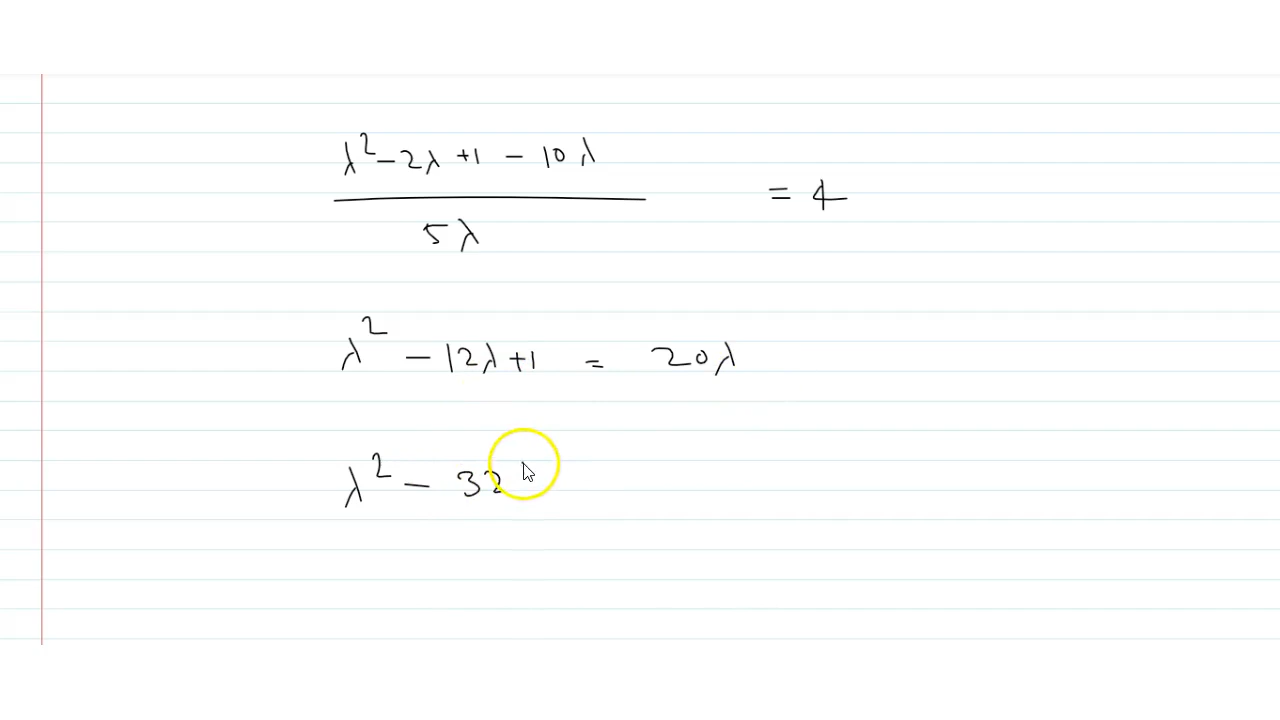 λ² - 2λ + 1 - 10λ
5λ
= 4
λ² - 12λ + 1 = 20λ
λ² - 32